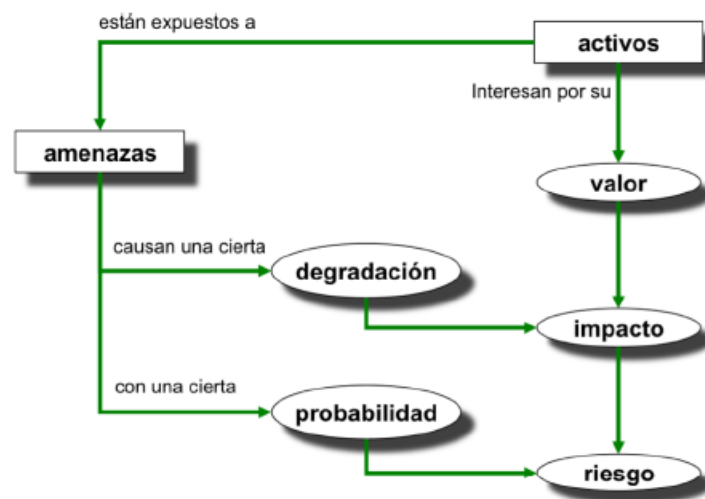 están expuestos a
activos
Interesan por su
amenazas
valor
causan una cierta
degradación
impacto
con una cierta
probabilidad
riesgo